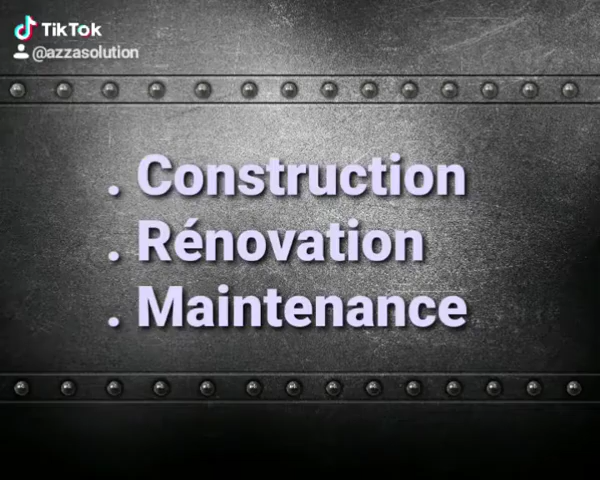 TikTok
@azzasolution
. Construction
. Rénovation
. Maintenance